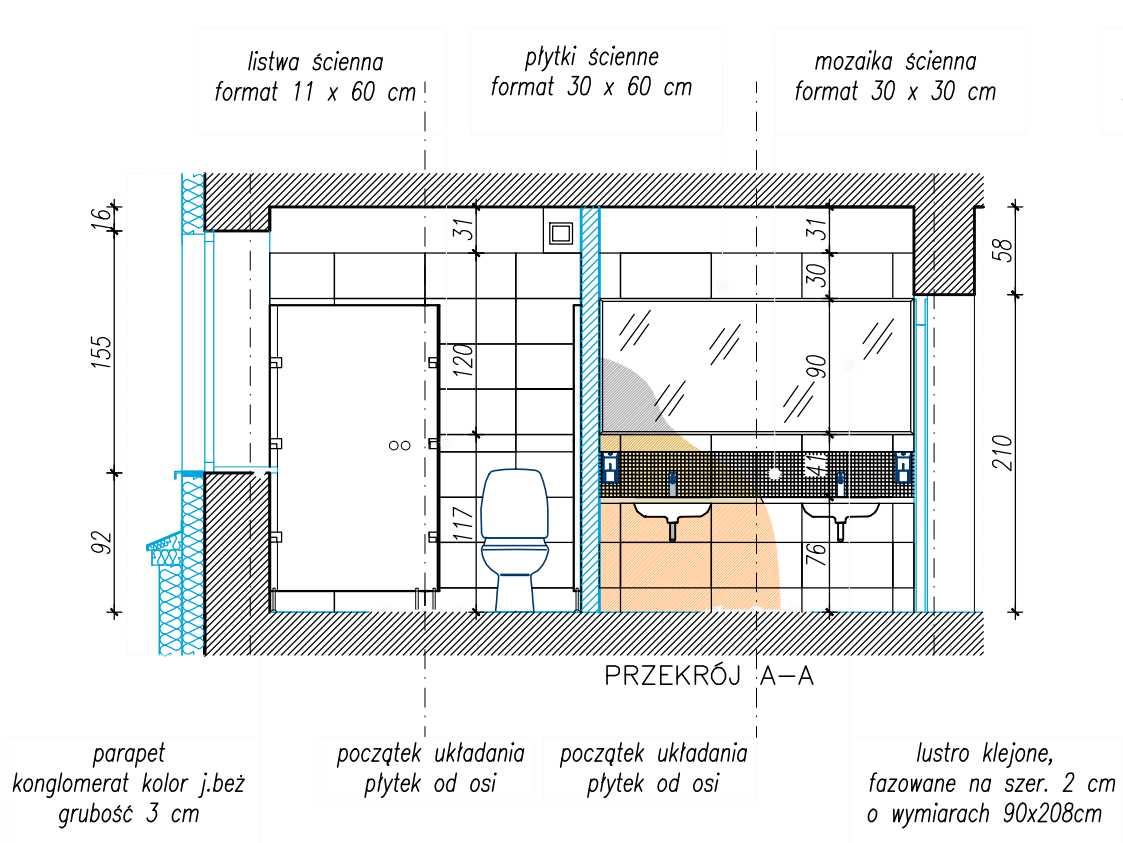 listwa ścienna
format 11 x 60 cm
płytki ścienne
format 30 x 60 cm
mozaika ścienna
format 30 x 30 cm
16
155
92
31
120
117
31
30
90
41
76
58
210
PRZEKRÓJ A-A
parapet
konglomerat kolor j.beż
grubość 3 cm
początek układania
płytek od osi
początek układania
płytek od osi
lustro klejone,
fazowane na szer. 2 cm
o wymiarach 90x208cm